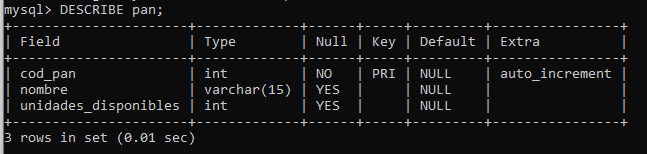 mysql> DESCRIBE pan;
+---------------------+-------------+------+-----+---------+----------------+
| Field               | Type        | Null | Key | Default | Extra          |
+---------------------+-------------+------+-----+---------+----------------+
| cod_pan             | int         | NO   | PRI | NULL    | auto_increment |
| nombre              | varchar(15) | YES  |     | NULL    |                |
| unidades_disponibles | int         | YES  |     | NULL    |                |
+---------------------+-------------+------+-----+---------+----------------+
3 rows in set (0.01 sec)